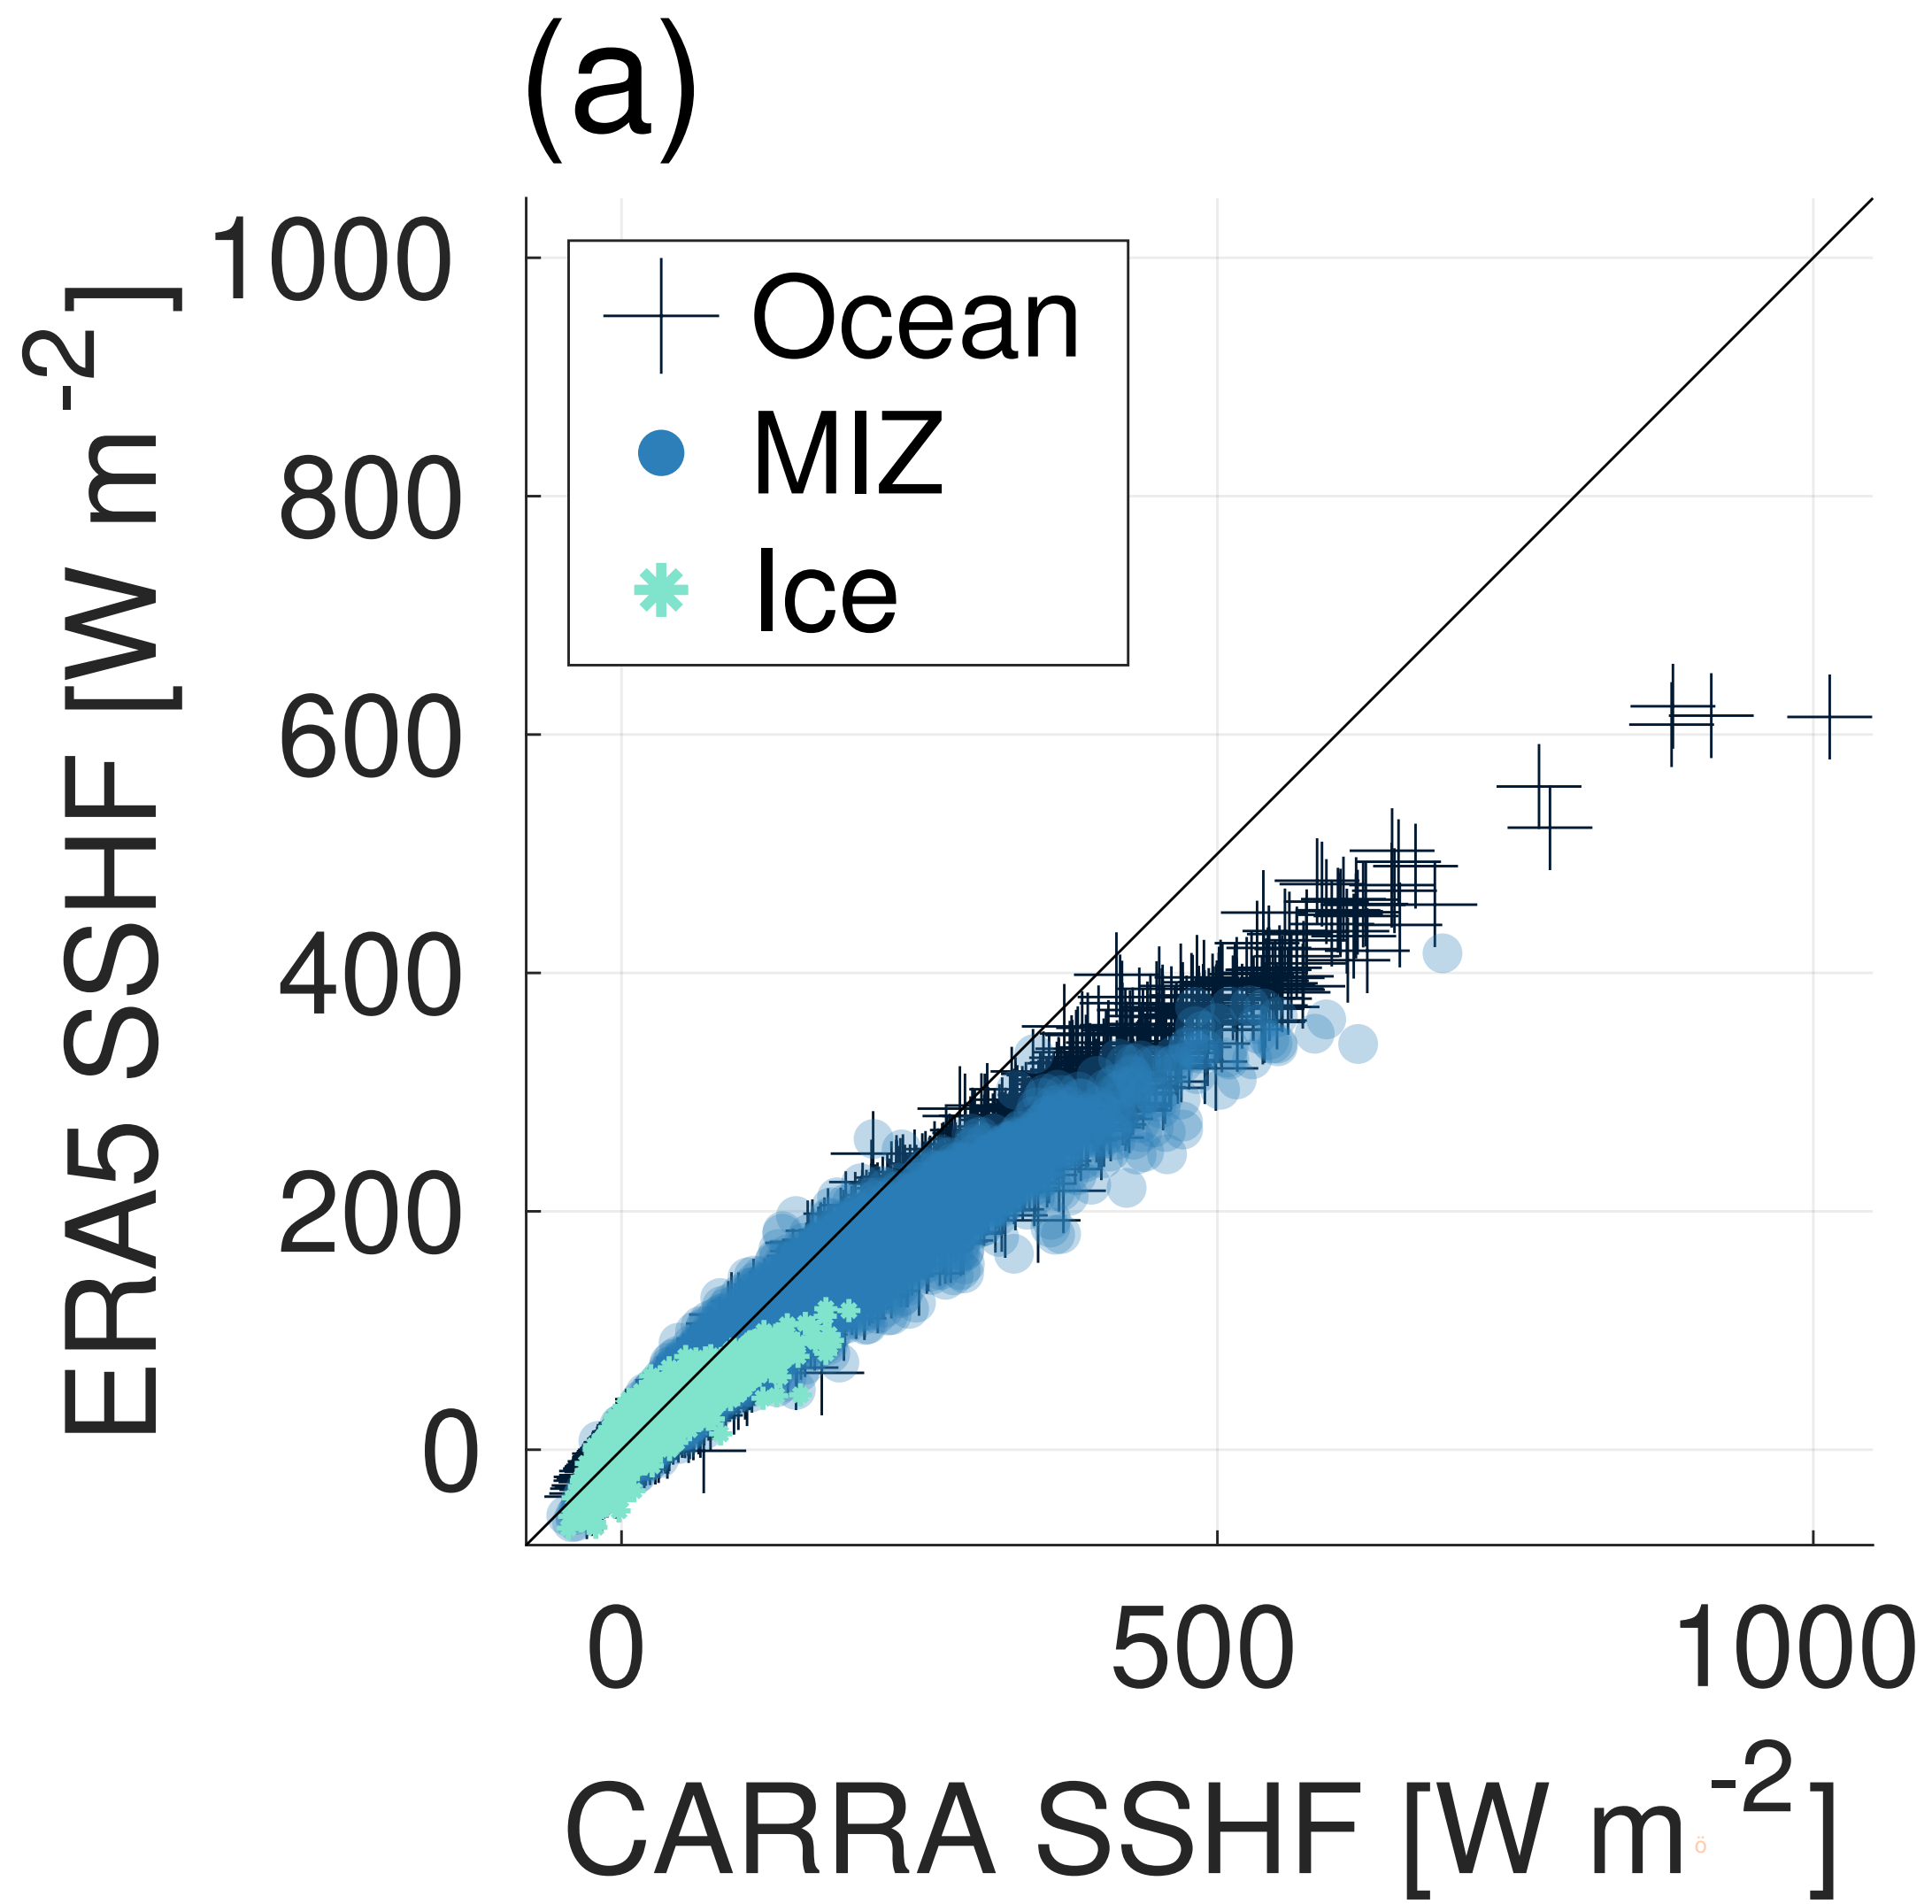 (a)
ERA5 SSHF [W m-2]
1000
800
600
400
200
0
Ocean
MIZ
Ice
0 500 1000
CARRA SSHF [W m-2]
ö